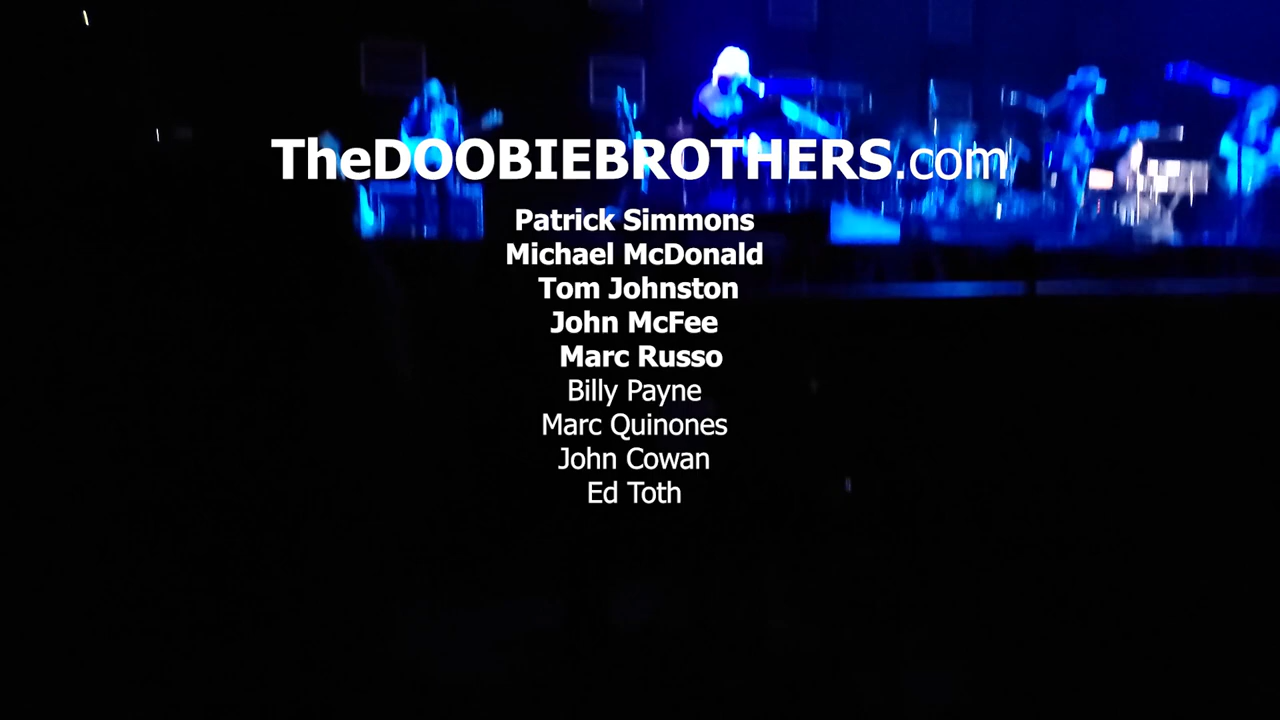 TheDOOBIEBROTHERS.com
Patrick Simmons
Michael McDonald
Tom Johnston
John McFee
Marc Russo
Billy Payne
Marc Quinones
John Cowan
Ed Toth